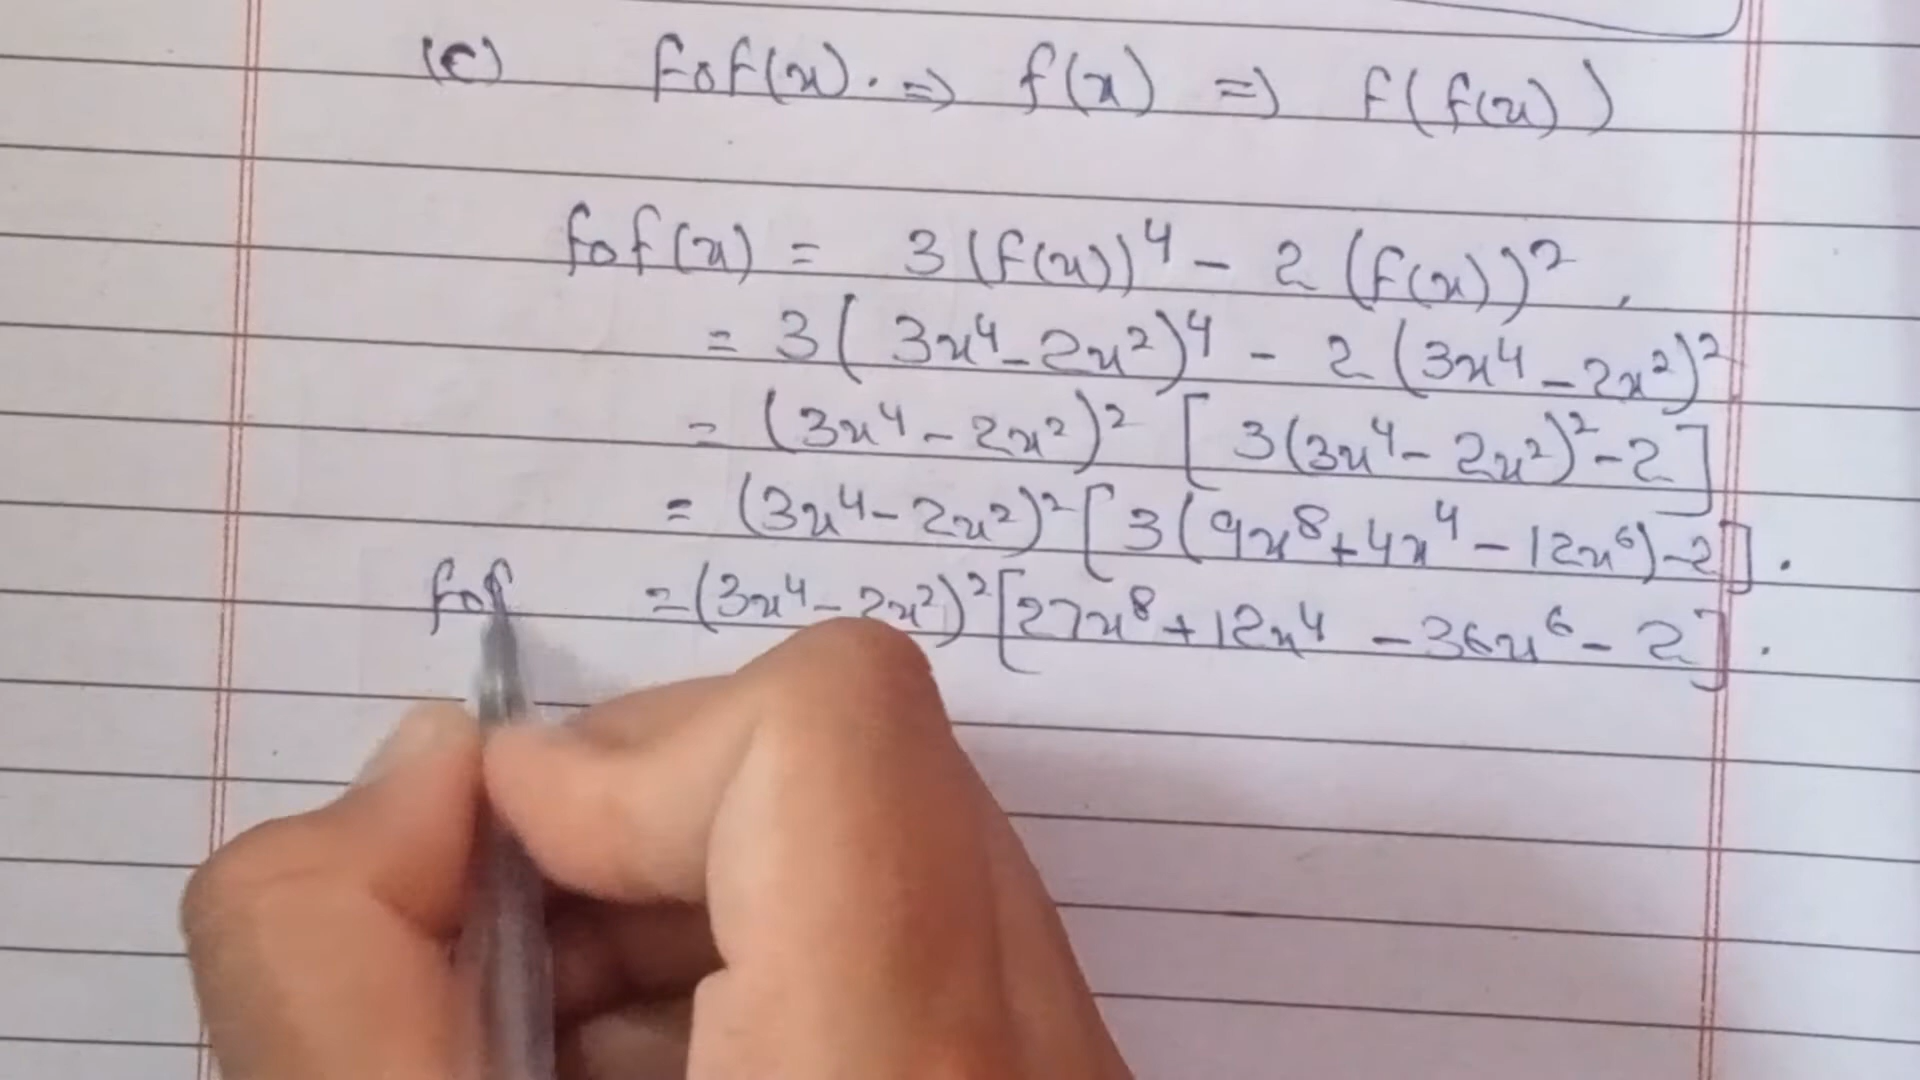 (c) fof(x). => f(x) => f(f(x))
fof(x) = 3(f(x))⁴ - 2(f(x))²,
= 3(3x⁴-2x²)⁴ - 2(3x⁴-2x²)²
= (3x⁴-2x²)² [3(3x⁴-2x²)²-2]
= (3x⁴-2x²)² [3(9x⁸+4x⁴-12x⁶)-2].
fof = (3x⁴-2x²)² [27x⁸+12x⁴-36x⁶-2].